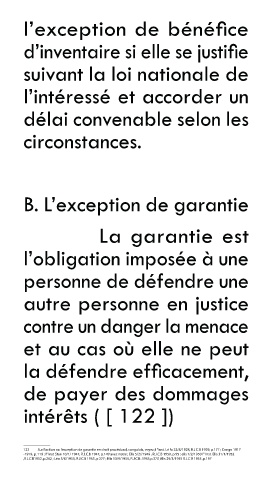 l'exception de bénéfice
d'inventaire si elle se justifie
suivant la loi nationale de
l'intéressé et accorder un
délai convenable selon les
circonstances.
B. L'exception de garantie
La garantie est
l'obligation imposée à une
personne de défendre une
autre personne en justice
contre un danger la menace
et au cas où elle ne peut
la défendre efficacement,
de payer des dommages
intérêts ( [ 122 ])